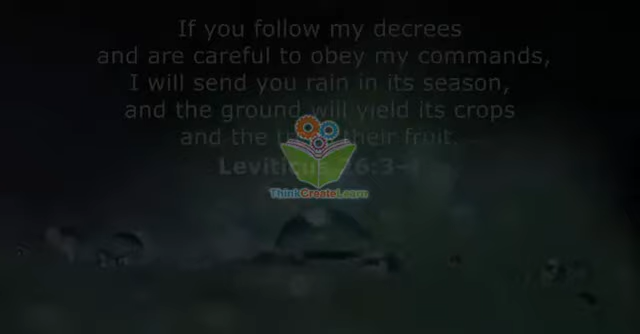 If you follow my decrees
and are careful to obey my commands,
I will send you rain in its season,
and the ground will yield its crops
and the their fruit.
Leviticus 26:3-4
ThinkCreateLearn